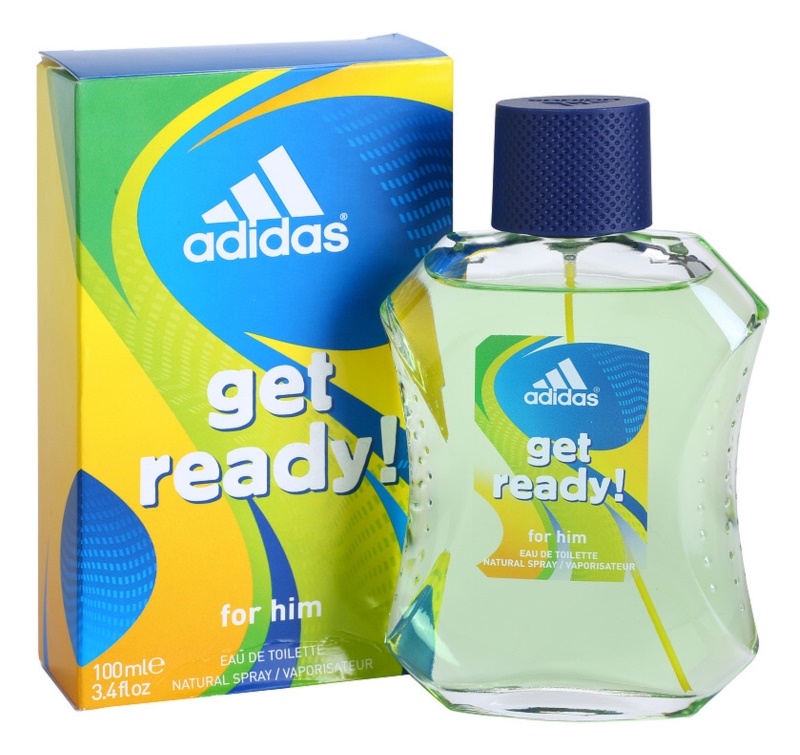 adidas®
get
ready!
for him
EAU DE TOILETTE
NATURAL SPRAY / VAPORISATEUR
100ml℮
3.4fl oz
adidas
adidas®
get
ready!
for him
EAU DE TOILETTE
NATURAL SPRAY / VAPORISATEUR